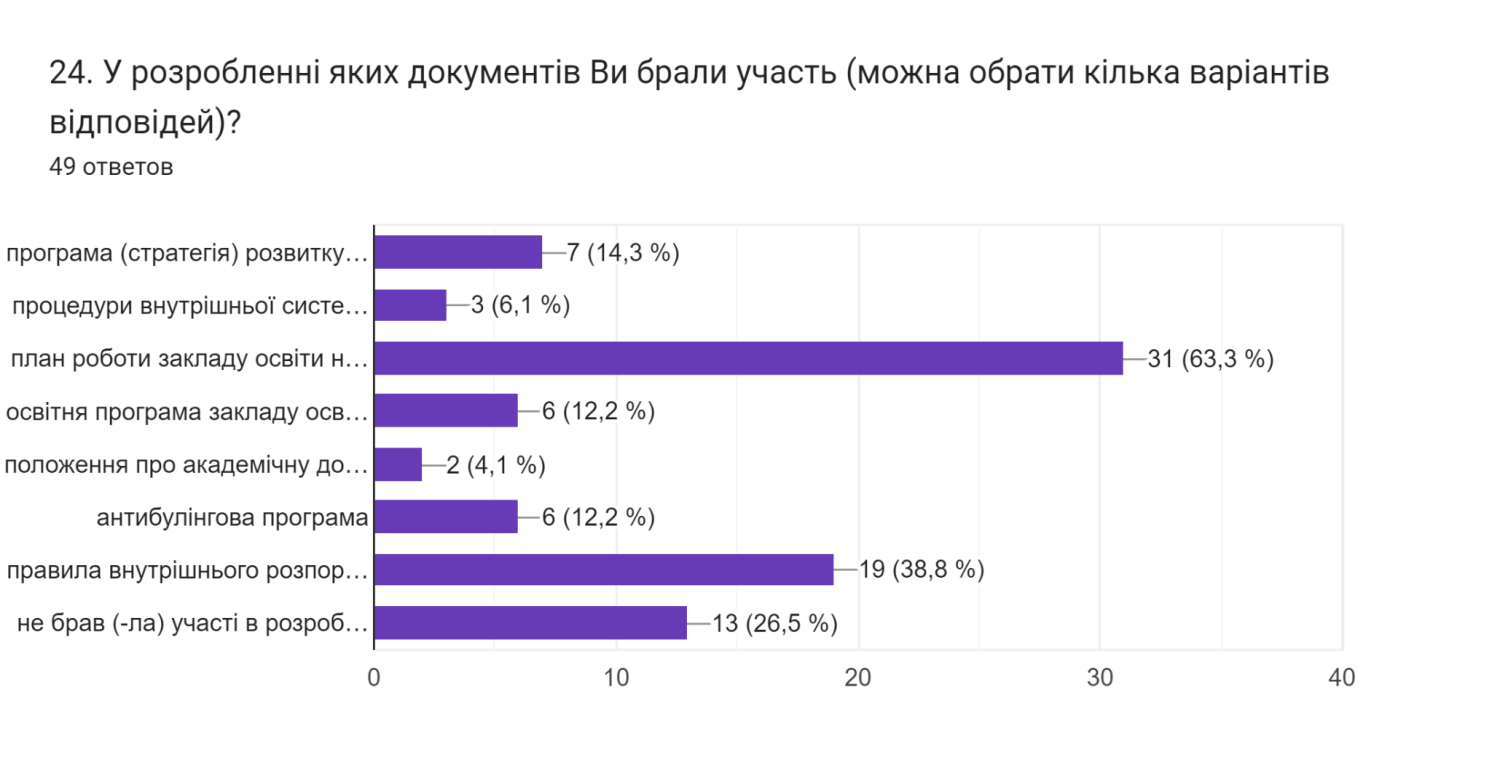 24. У розробленні яких документів Ви брали участь (можна обрати кілька варіантів
відповідей)?
49 ответов
програма (стратегія) розвитку… 7 (14,3 %)
процедури внутрішньої систе… 3 (6,1 %)
план роботи закладу освіти н… 31 (63,3 %)
освітня програма закладу осв… 6 (12,2 %)
положення про академічну до… 2 (4,1 %)
антибулінгова програма 6 (12,2 %)
правила внутрішнього розпор… 19 (38,8 %)
не брав (-ла) участі в розроб… 13 (26,5 %)
0 10 20 30 40